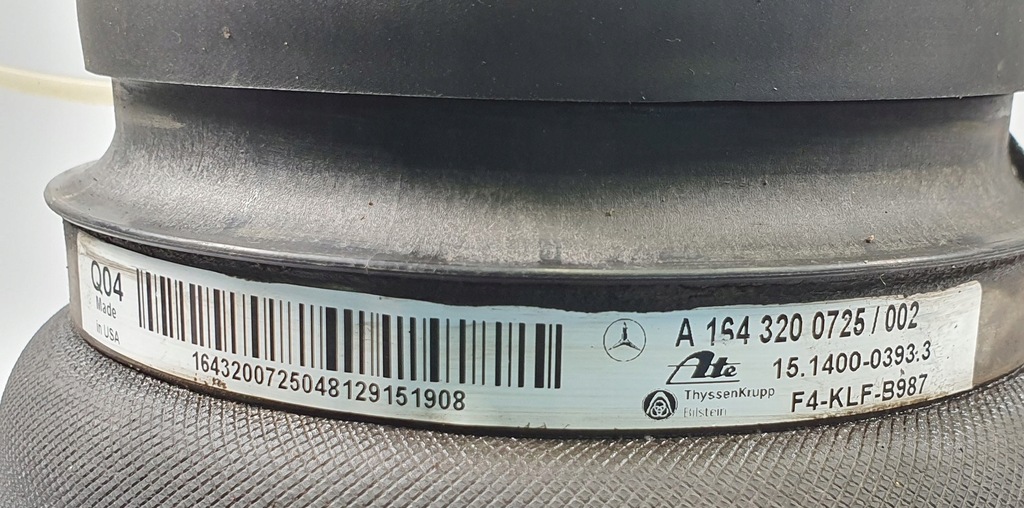 Q04
Made
in USA
1643200725048129151908
A 164 320 0725 / 002
Ate
15.1400-0393.3
ThyssenKrupp
Bilstein
F4-KLF-B987